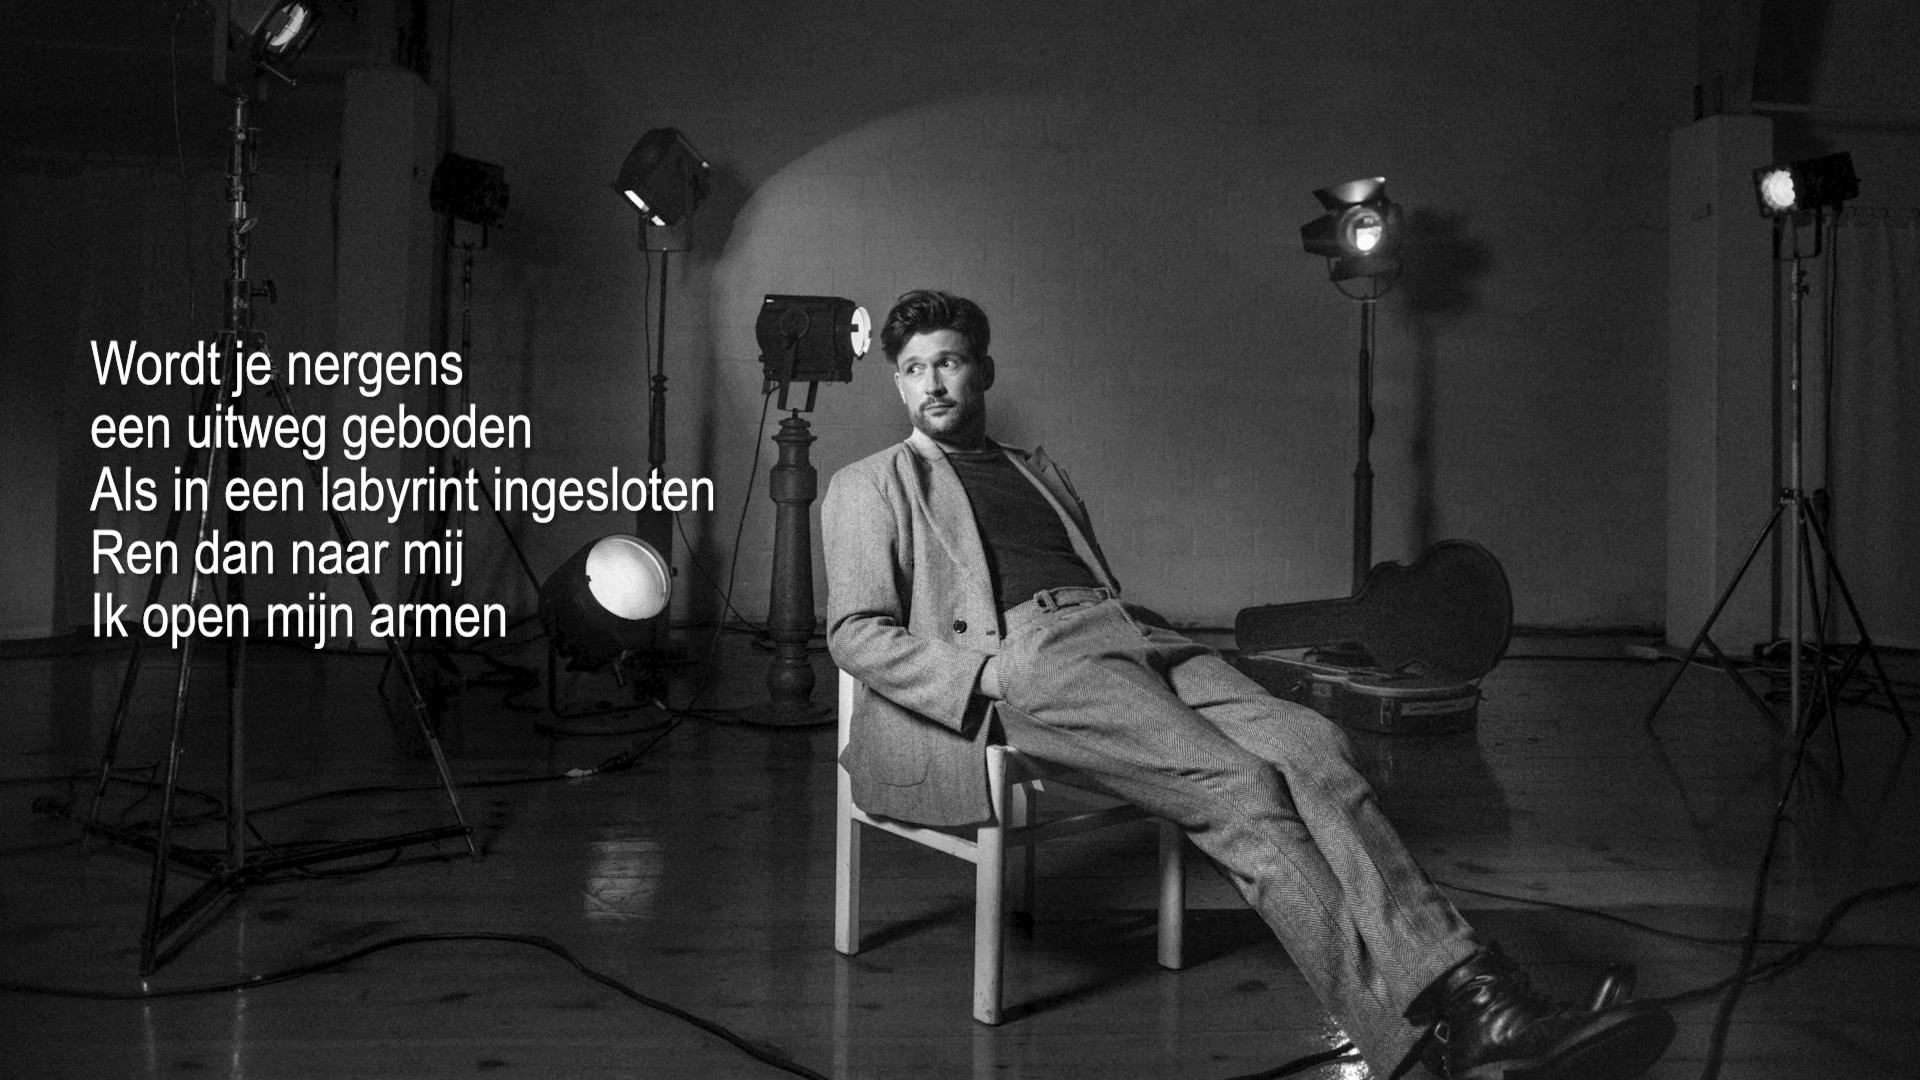 Wordt je nergens
een uitweg geboden
Als in een labyrint ingesloten
Ren dan naar mij
Ik open mijn armen